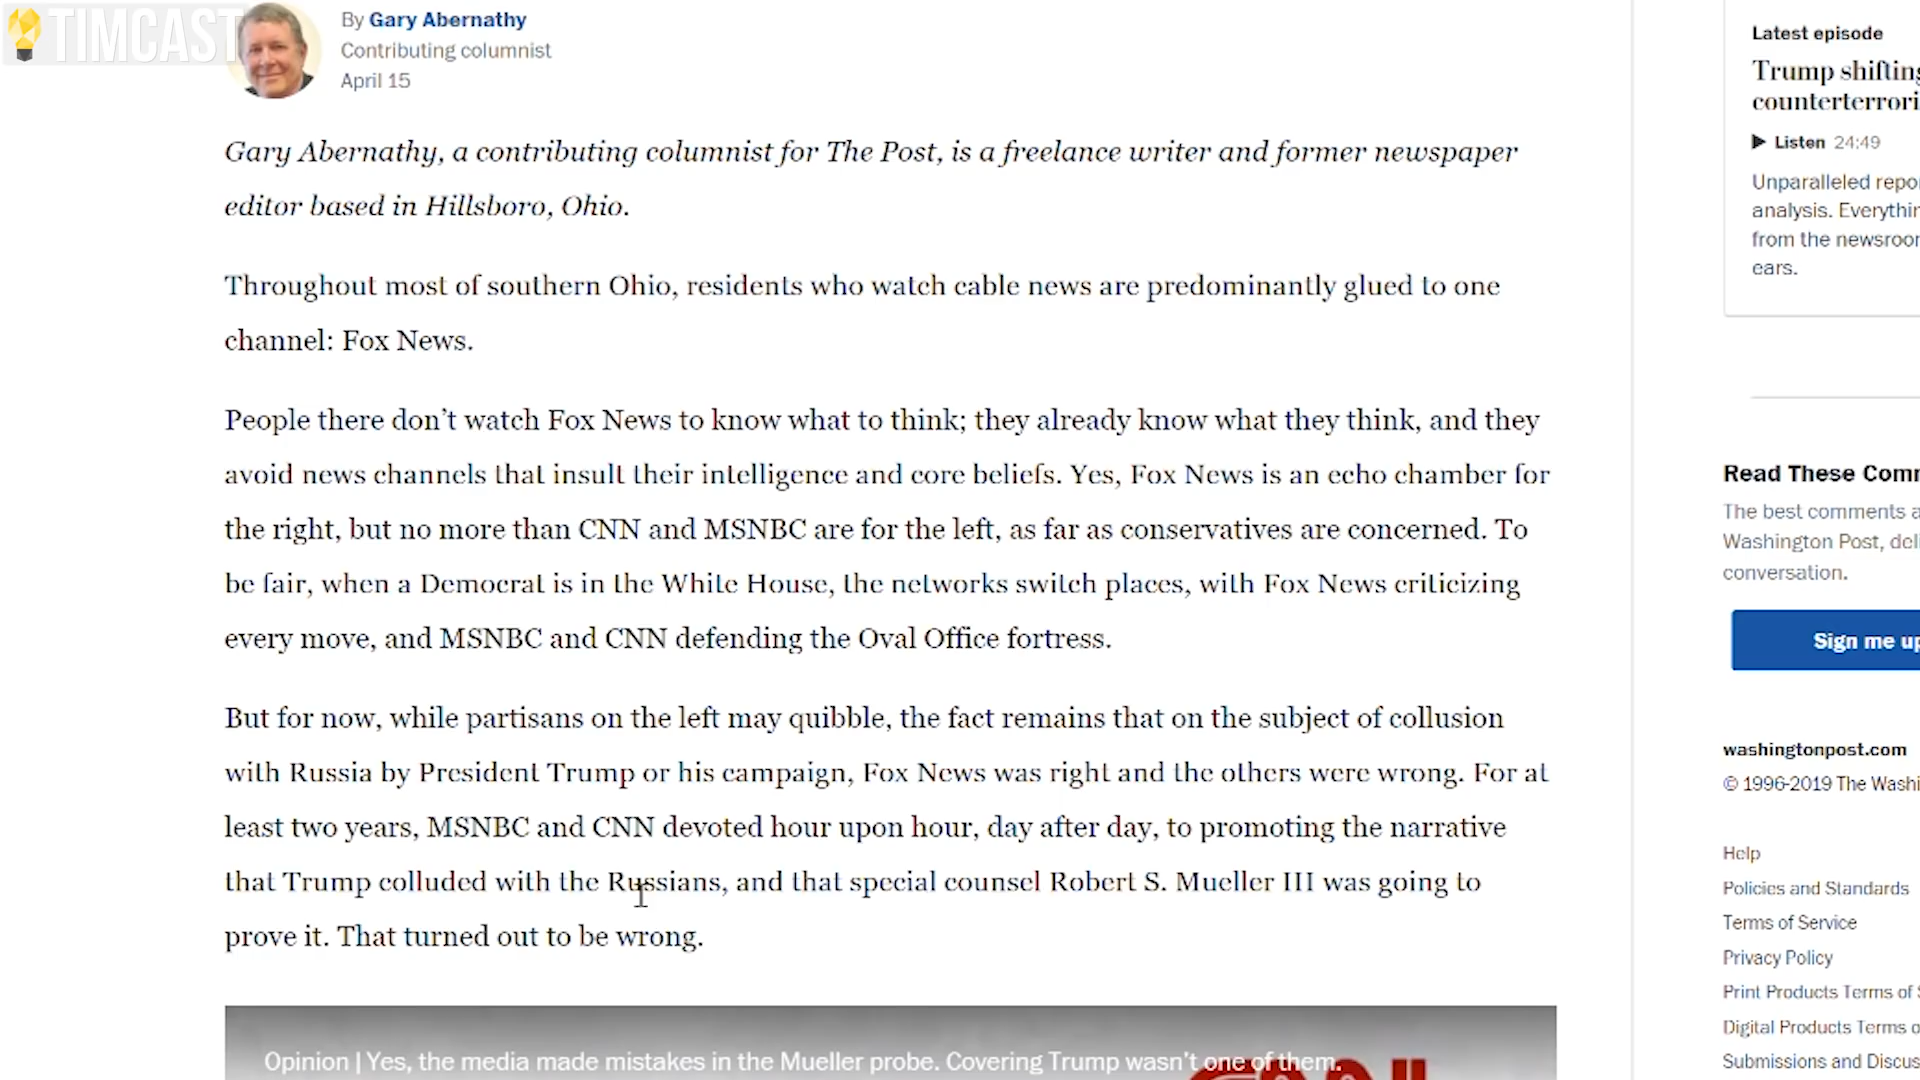 TIMCAST
By Gary Abernathy
Contributing columnist
April 15
Gary Abernathy, a contributing columnist for The Post, is a freelance writer and former newspaper
editor based in Hillsboro, Ohio.
Throughout most of southern Ohio, residents who watch cable news are predominantly glued to one
channel: Fox News.
People there don’t watch Fox News to know what to think; they already know what they think, and they
avoid news channels that insult their intelligence and core beliefs. Yes, Fox News is an echo chamber for
the right, but no more than CNN and MSNBC are for the left, as far as conservatives are concerned. To
be fair, when a Democrat is in the White House, the networks switch places, with Fox News criticizing
every move, and MSNBC and CNN defending the Oval Office fortress.
But for now, while partisans on the left may quibble, the fact remains that on the subject of collusion
with Russia by President Trump or his campaign, Fox News was right and the others were wrong. For at
least two years, MSNBC and CNN devoted hour upon hour, day after day, to promoting the narrative
that Trump colluded with the Russians, and that special counsel Robert S. Mueller III was going to
prove it. That turned out to be wrong.
Opinion | Yes, the media made mistakes in the Mueller probe. Covering Trump wasn't one of them.
Latest episode
Trump shifting
counterterrori
Listen 24:49
Unparalleled repo
analysis. Everythin
from the newsroor
ears.
Read These Comm
The best comments a
Washington Post, deli
conversation.
Sign me up
washingtonpost.com
© 1996-2019 The Washi
Help
Policies and Standards
Terms of Service
Privacy Policy
Print Products Terms of S
Digital Products Terms o
Submissions and Discus